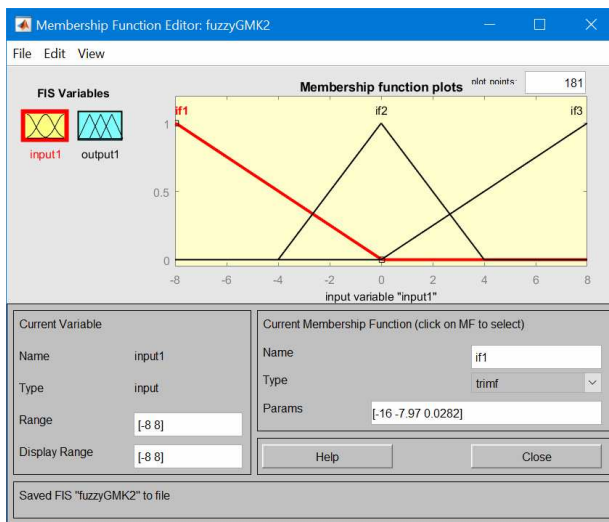 Membership Function Editor: fuzzyGMK2
File Edit View
FIS Variables
Membership function plots
plot points:
181
input1
output1
if1
if2
if3
1
0.5
0
-8 -6 -4 -2 0 2 4 6 8
input variable "input1"
Current Variable
Name input1
Type input
Range [-8 8]
Display Range [-8 8]
Current Membership Function (click on MF to select)
Name if1
Type trimf
Params [-16 -7.97 0.0282]
Help Close
Saved FIS "fuzzyGMK2" to file